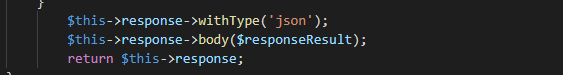 }
$this->response->withType('json');
$this->response->body($responseResult);
return $this->response;
}